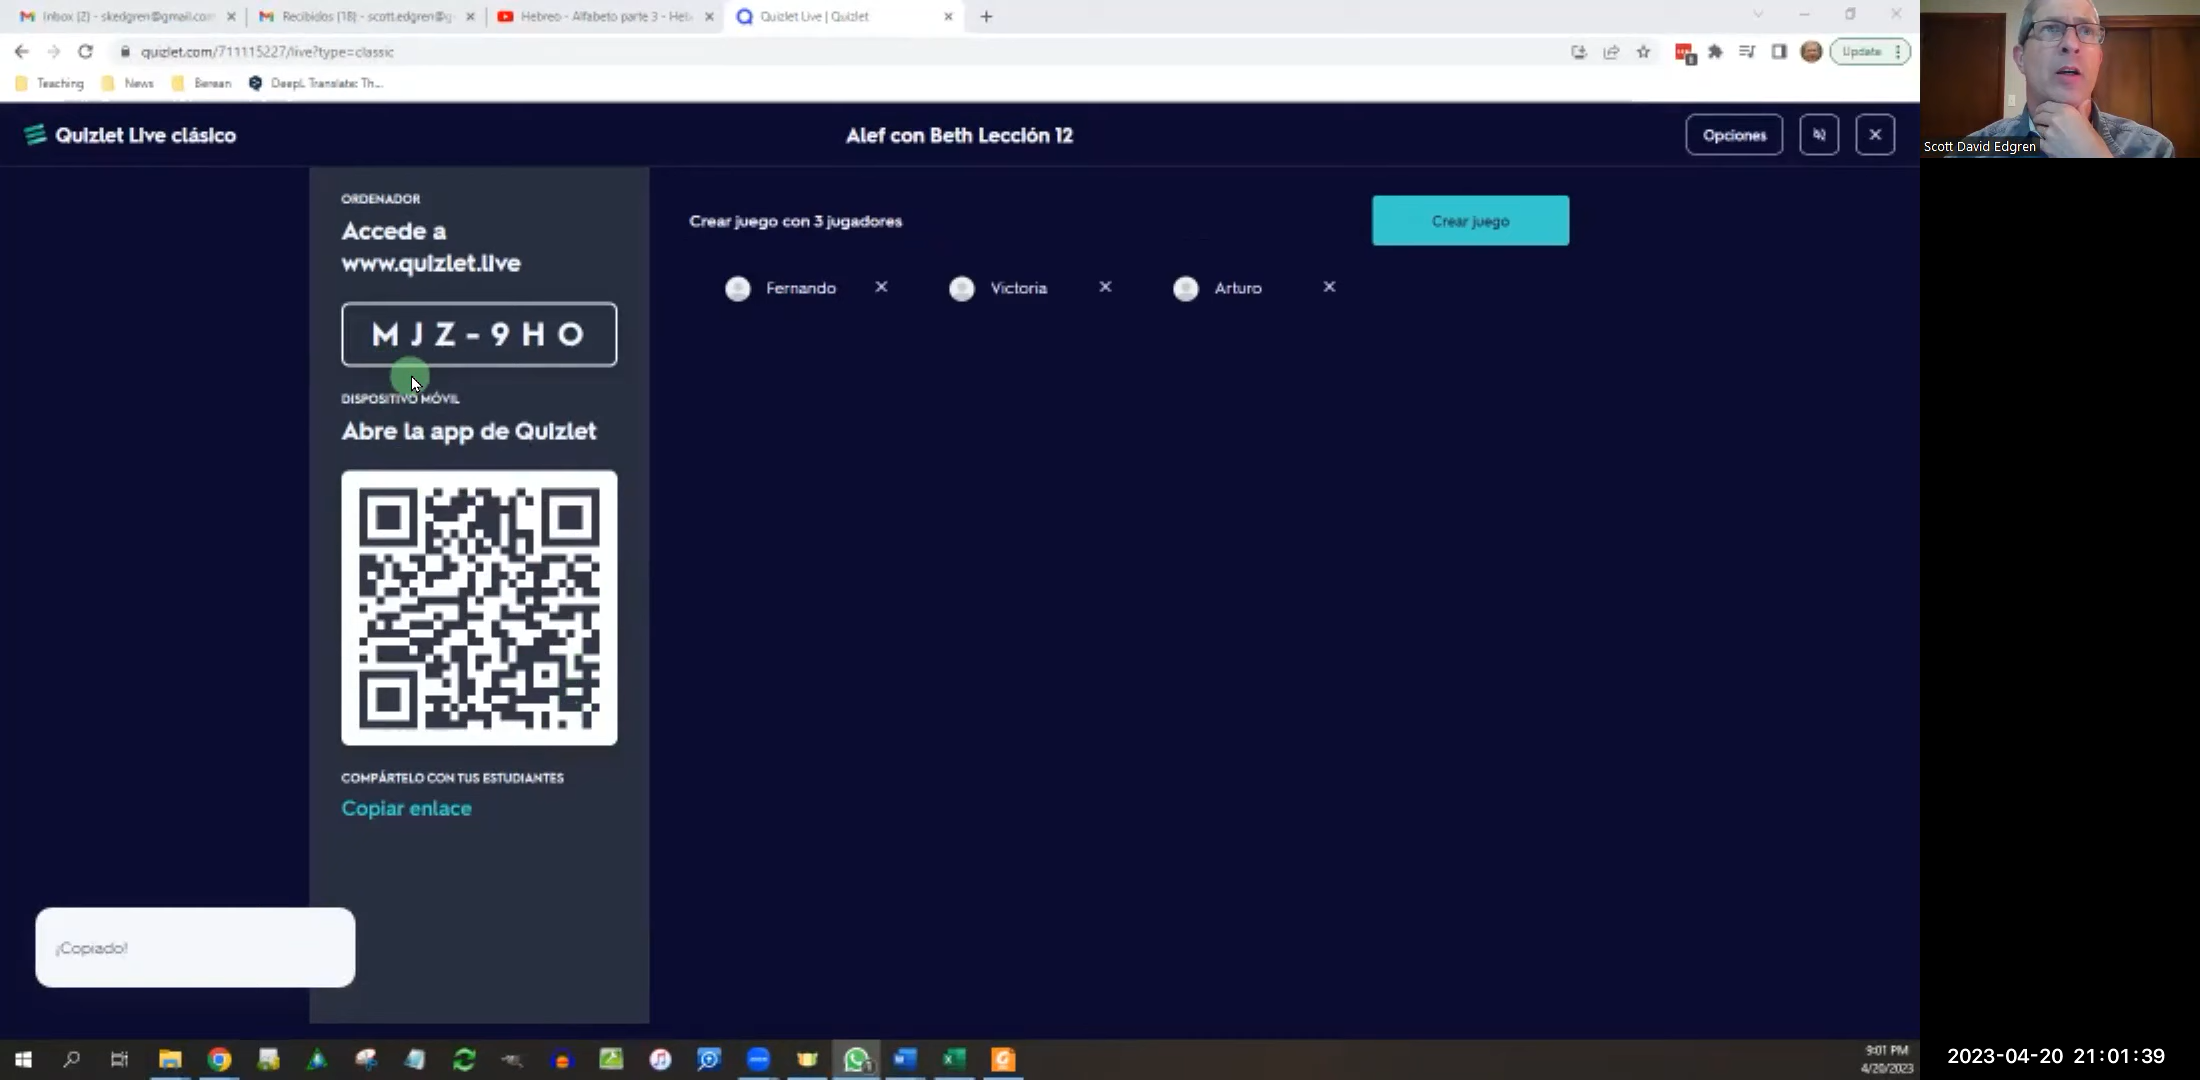 Inbox (2) - skedgren@gmail.com
Recibidos (18) - scott.edgren@g
Hebreo - Alfabeto parte 3 - Heb
Quizlet Live | Quizlet
quizlet.com/711115227/live?type=classic
Update
Teaching
News
Berean
DeepL Translate: Th...
Quizlet Live clásico
Alef con Beth Lección 12
Opciones
ORDENADOR
Accede a
www.quizlet.live
MJZ-9HO
DISPOSITIVO MÓVIL
Abre la app de Quizlet
COMPÁRTELO CON TUS ESTUDIANTES
Copiar enlace
Crear juego con 3 jugadores
Crear juego
Fernando
Victoria
Arturo
¡Copiado!
Scott David Edgren
9:01 PM
4/20/2023
2023-04-20 21:01:39